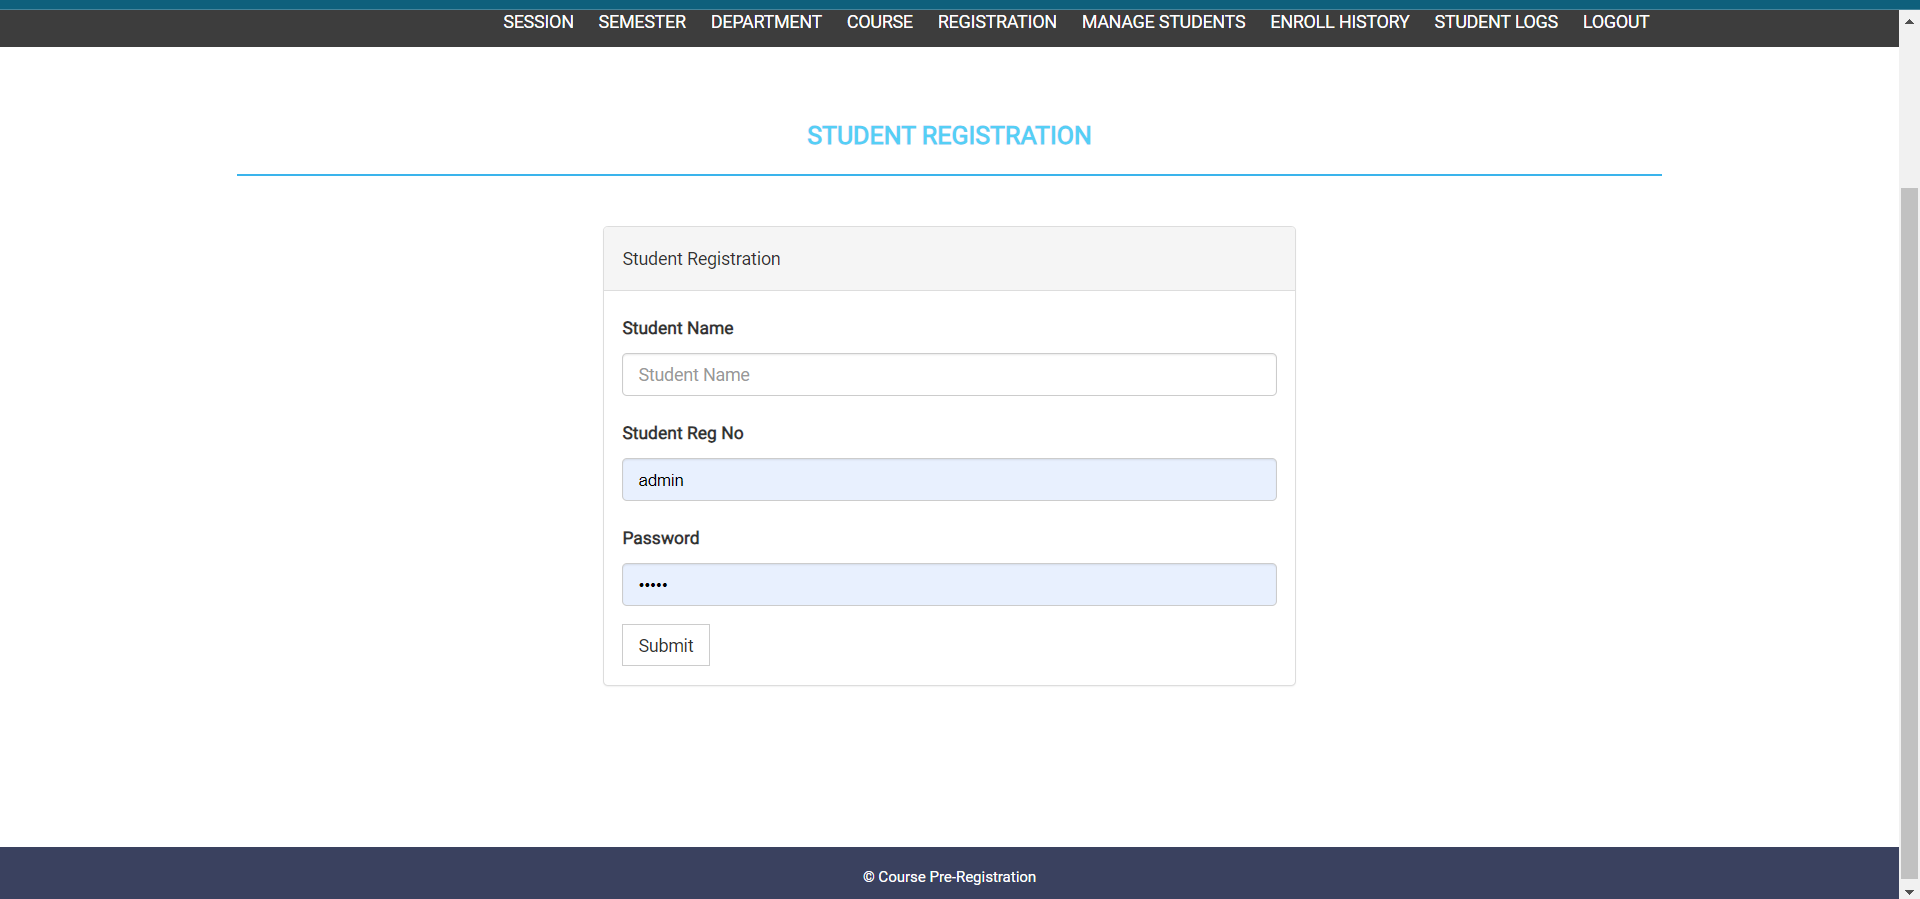 SESSION SEMESTER DEPARTMENT COURSE REGISTRATION MANAGE STUDENTS ENROLL HISTORY STUDENT LOGS LOGOUT
STUDENT REGISTRATION
Student Registration
Student Name
Student Name
Student Reg No
admin
Password
•••••
Submit
© Course Pre-Registration